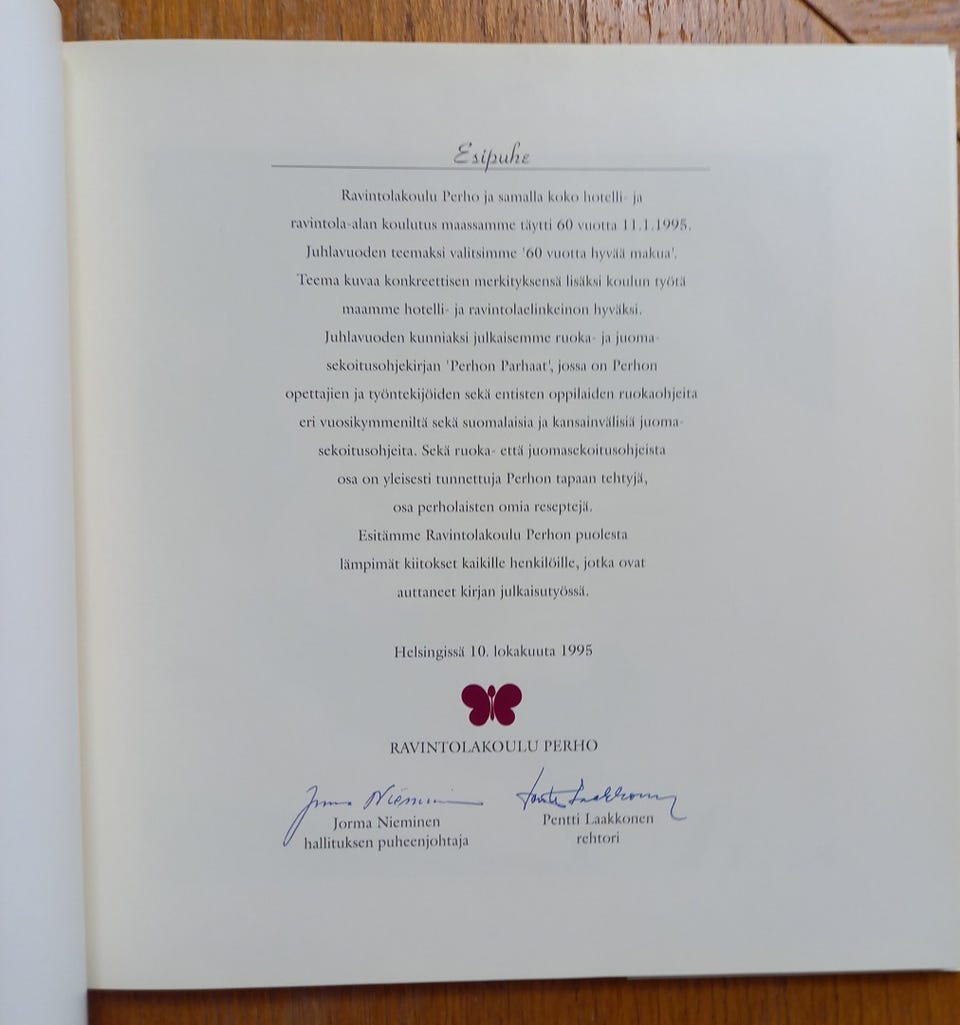 Esipuhe
Ravintolakoulu Perho ja samalla koko hotelli- ja
ravintola-alan koulutus maassamme täytti 60 vuotta 11.1.1995.
Juhlavuoden teemaksi valitsimme '60 vuotta hyvää makua'.
Teema kuvaa konkreettisen merkityksensä lisäksi koulun työtä
maamme hotelli- ja ravintolaelinkeinon hyväksi.
Juhlavuoden kunniaksi julkaisemme ruoka- ja juoma-
sekoitusohjekirjan 'Perhon Parhaat', jossa on Perhon
opettajien ja työntekijöiden sekä entisten oppilaiden ruokaohjeita
eri vuosikymmeniltä sekä suomalaisia ja kansainvälisiä juoma-
sekoitusohjeita. Sekä ruoka- että juomasekoitusohjeista
osa on yleisesti tunnettuja Perhon tapaan tehtyjä,
osa perholaisten omia reseptejä.
Esitämme Ravintolakoulu Perhon puolesta
lämpimät kiitokset kaikille henkilöille, jotka ovat
auttaneet kirjan julkaisutyössä.
Helsingissä 10. lokakuuta 1995
RAVINTOLAKOULU PERHO
Jorma Nieminen
Jorma Nieminen
hallituksen puheenjohtaja
Pentti Laakkonen
Pentti Laakkonen
rehtori